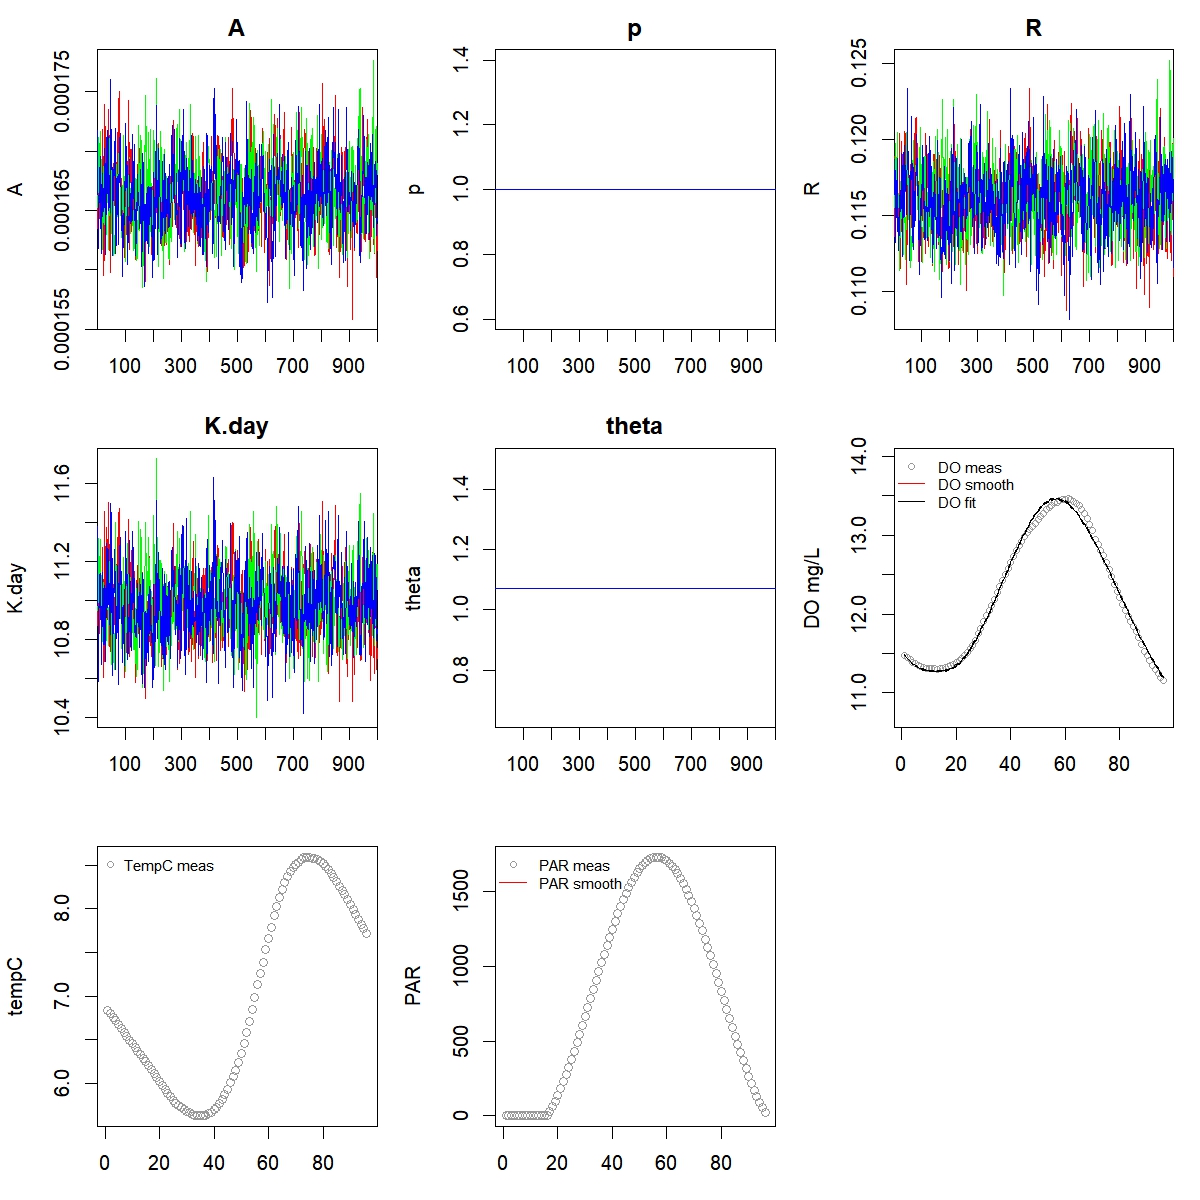 A
A
0.000155 0.000165 0.000175
100 300 500 700 900
p
p
0.6 0.8 1.0 1.2 1.4
100 300 500 700 900
R
R
0.110 0.115 0.120 0.125
100 300 500 700 900
K.day
K.day
10.4 10.8 11.2 11.6
100 300 500 700 900
theta
theta
0.8 1.0 1.2 1.4
100 300 500 700 900
DO mg/L
11.0 12.0 13.0 14.0
DO meas
DO smooth
DO fit
0 20 40 60 80
tempC
6.0 7.0 8.0
TempC meas
0 20 40 60 80
PAR
0 500 1000 1500
PAR meas
PAR smooth
0 20 40 60 80